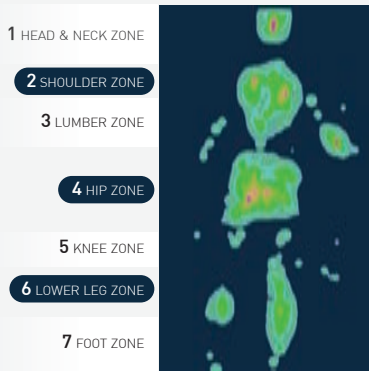 1 HEAD & NECK ZONE
2 SHOULDER ZONE
3 LUMBER ZONE
4 HIP ZONE
5 KNEE ZONE
6 LOWER LEG ZONE
7 FOOT ZONE